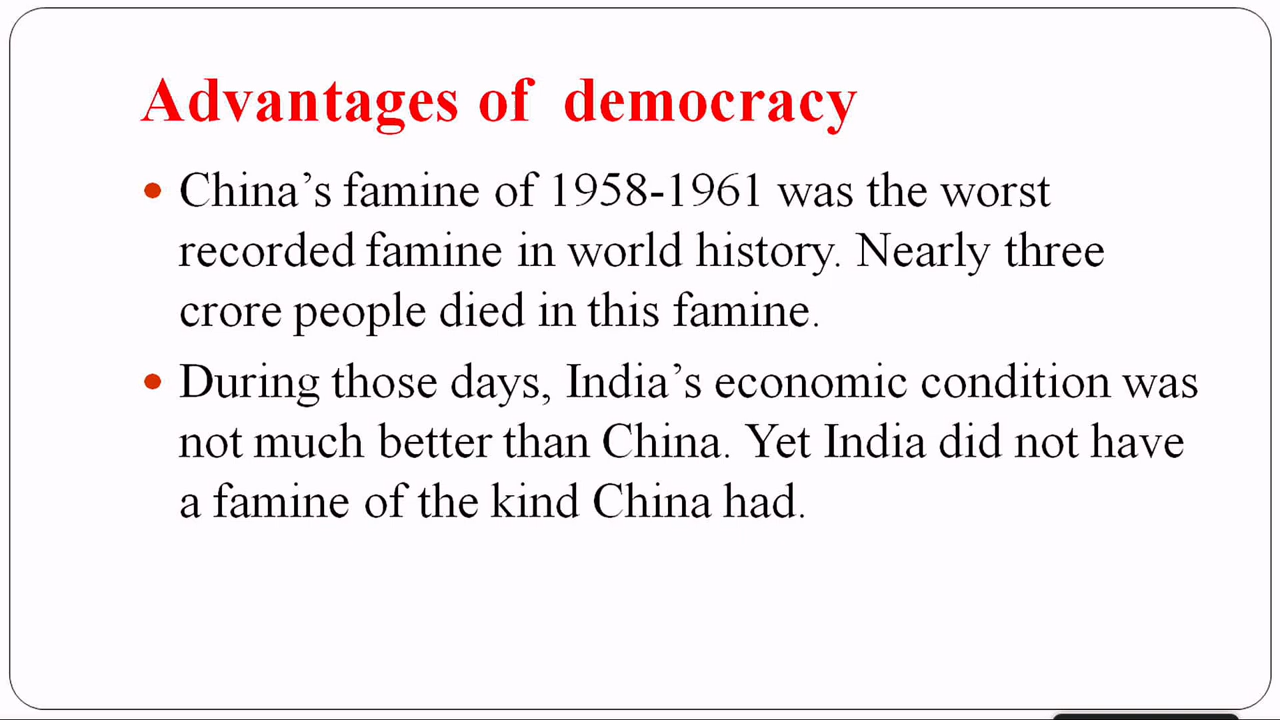 Advantages of democracy
• China’s famine of 1958-1961 was the worst
recorded famine in world history. Nearly three
crore people died in this famine.
• During those days, India’s economic condition was
not much better than China. Yet India did not have
a famine of the kind China had.